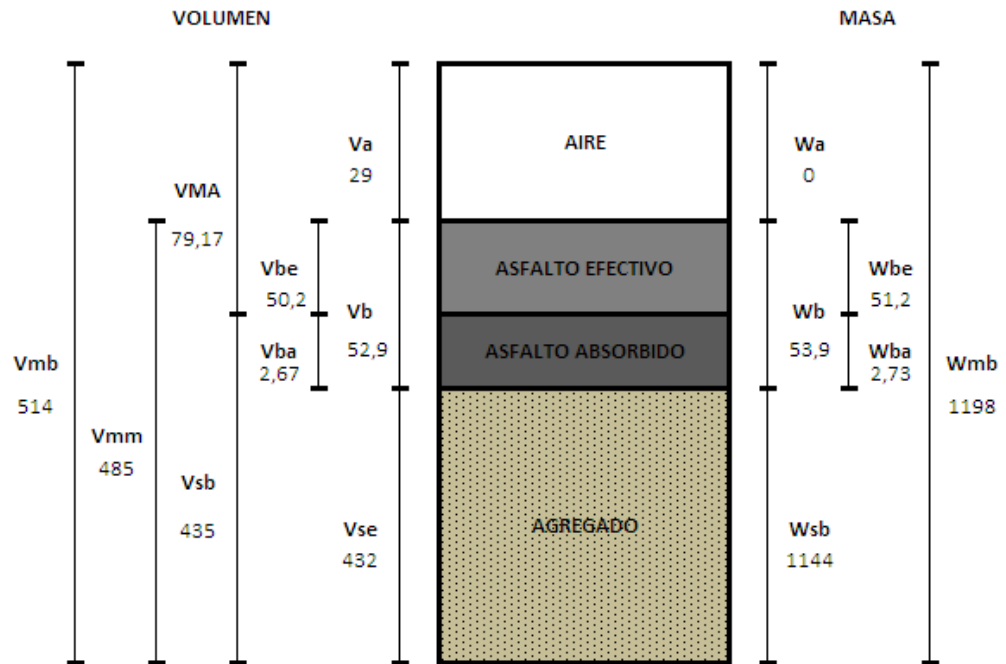 VOLUMEN
MASA
Va
29
AIRE
Wa
0
VMA
79,17
Vbe
50,2
ASFALTO EFECTIVO
Wbe
51,2
Vb
52,9
Wb
53,9
Vba
2,67
ASFALTO ABSORBIDO
Wba
2,73
Vmb
514
Wmb
1198
Vmm
485
Vsb
435
Vse
432
AGREGADO
Wsb
1144